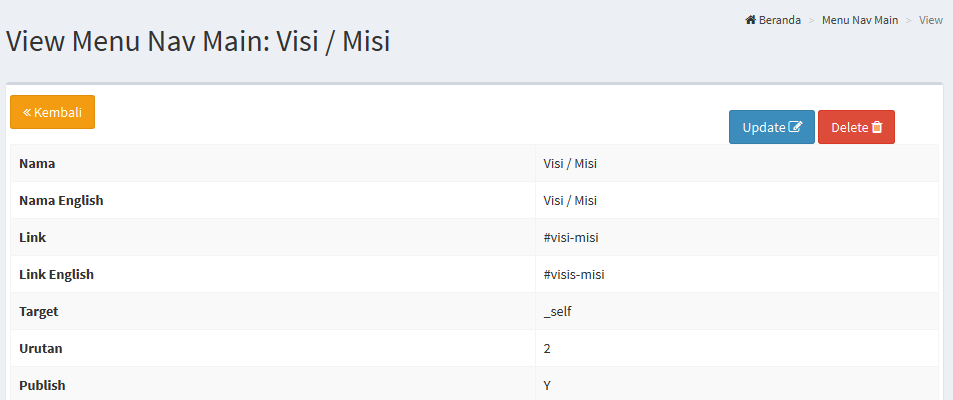 Beranda > Menu Nav Main > View
View Menu Nav Main: Visi / Misi
« Kembali
Update Delete
Nama Visi / Misi
Nama English Visi / Misi
Link #visi-misi
Link English #visis-misi
Target _self
Urutan 2
Publish Y